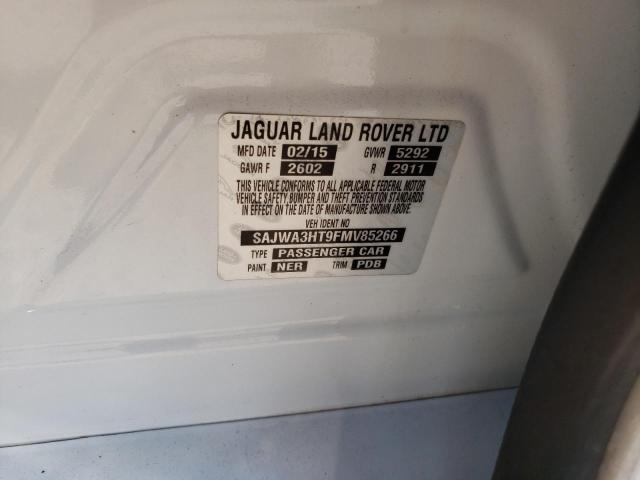 JAGUAR LAND ROVER LTD
MFD DATE 02/15 GVWR 5292
GAWR F 2602 R 2911
THIS VEHICLE CONFORMS TO ALL APPLICABLE FEDERAL MOTOR
VEHICLE SAFETY, BUMPER AND THEFT PREVENTION STANDARDS
IN EFFECT ON DATE OF MANUFACTURE SHOWN ABOVE.
VEH IDENT NO
SAJWA3HT9FMV85266
TYPE PASSENGER CAR
PAINT NER TRIM PDB